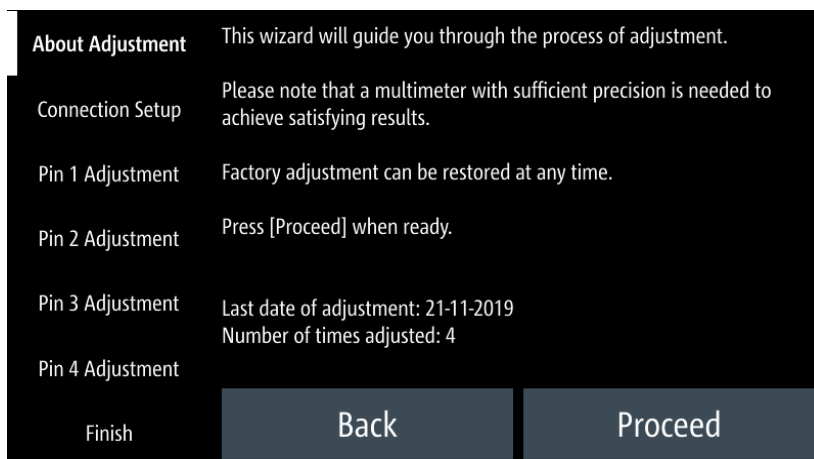 About Adjustment
Connection Setup
Pin 1 Adjustment
Pin 2 Adjustment
Pin 3 Adjustment
Pin 4 Adjustment
Finish
This wizard will guide you through the process of adjustment.
Please note that a multimeter with sufficient precision is needed to
achieve satisfying results.
Factory adjustment can be restored at any time.
Press [Proceed] when ready.
Last date of adjustment: 21-11-2019
Number of times adjusted: 4
Back
Proceed